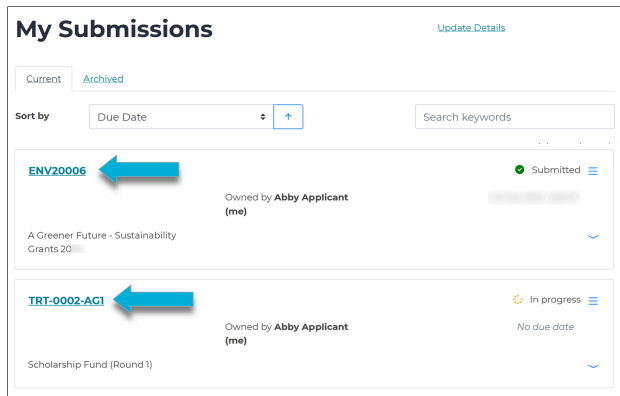 My Submissions
Update Details
Current
Archived
Sort by
Due Date
Search keywords
ENV20006
Submitted
Owned by Abby Applicant
(me)
A Greener Future - Sustainability
Grants 20
TRT-0002-AG1
In progress
Owned by Abby Applicant
(me)
No due date
Scholarship Fund (Round 1)